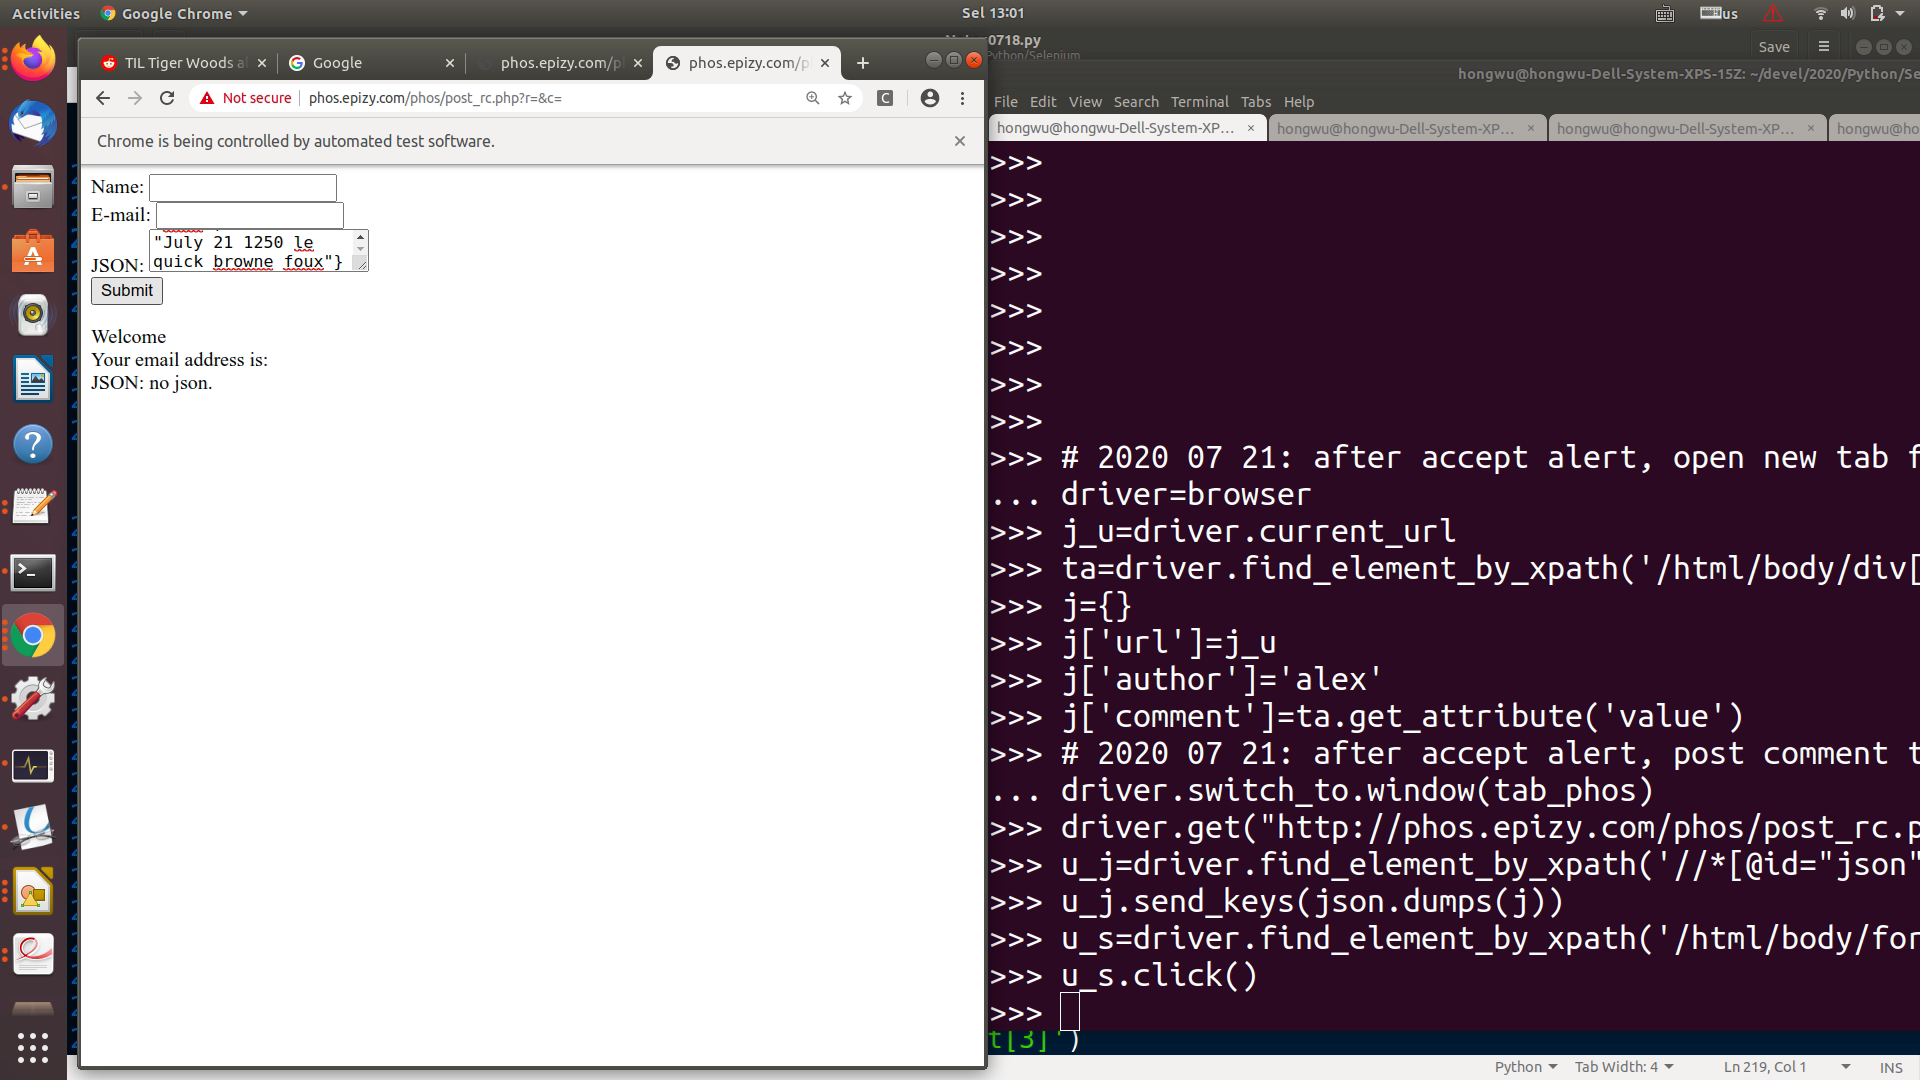 Activities
Google Chrome
Sel 13:01
us
0718.py
Python/Selenium
Save
TIL Tiger Woods a
Google
phos.epizy.com/p
phos.epizy.com/p
hongwu@hongwu-Dell-System-XPS-15Z: ~/devel/2020/Python/Se
Not secure
phos.epizy.com/phos/post_rc.php?r=&c=
C
File Edit View Search Terminal Tabs Help
hongwu@hongwu-Dell-System-XP...
hongwu@hongwu-Dell-System-XP...
hongwu@hongwu-Dell-System-XP...
hongwu@ho
Chrome is being controlled by automated test software.
Name:
E-mail:
"July 21 1250 le
quick browne foux"}
JSON:
Submit
Welcome
Your email address is:
JSON: no json.
>>>
>>>
>>>
>>>
>>>
>>>
>>>
>>>
>>> # 2020 07 21: after accept alert, open new tab f
... driver=browser
>>> j_u=driver.current_url
>>> ta=driver.find_element_by_xpath('/html/body/div[
>>> j={}
>>> j['url']=j_u
>>> j['author']='alex'
>>> j['comment']=ta.get_attribute('value')
>>> # 2020 07 21: after accept alert, post comment t
... driver.switch_to.window(tab_phos)
>>> driver.get("http://phos.epizy.com/phos/post_rc.p
>>> u_j=driver.find_element_by_xpath('//*[@id="json"
>>> u_j.send_keys(json.dumps(j))
>>> u_s=driver.find_element_by_xpath('/html/body/for
>>> u_s.click()
>>>
t[3]')
Python
Tab Width: 4
Ln 219, Col 1
INS